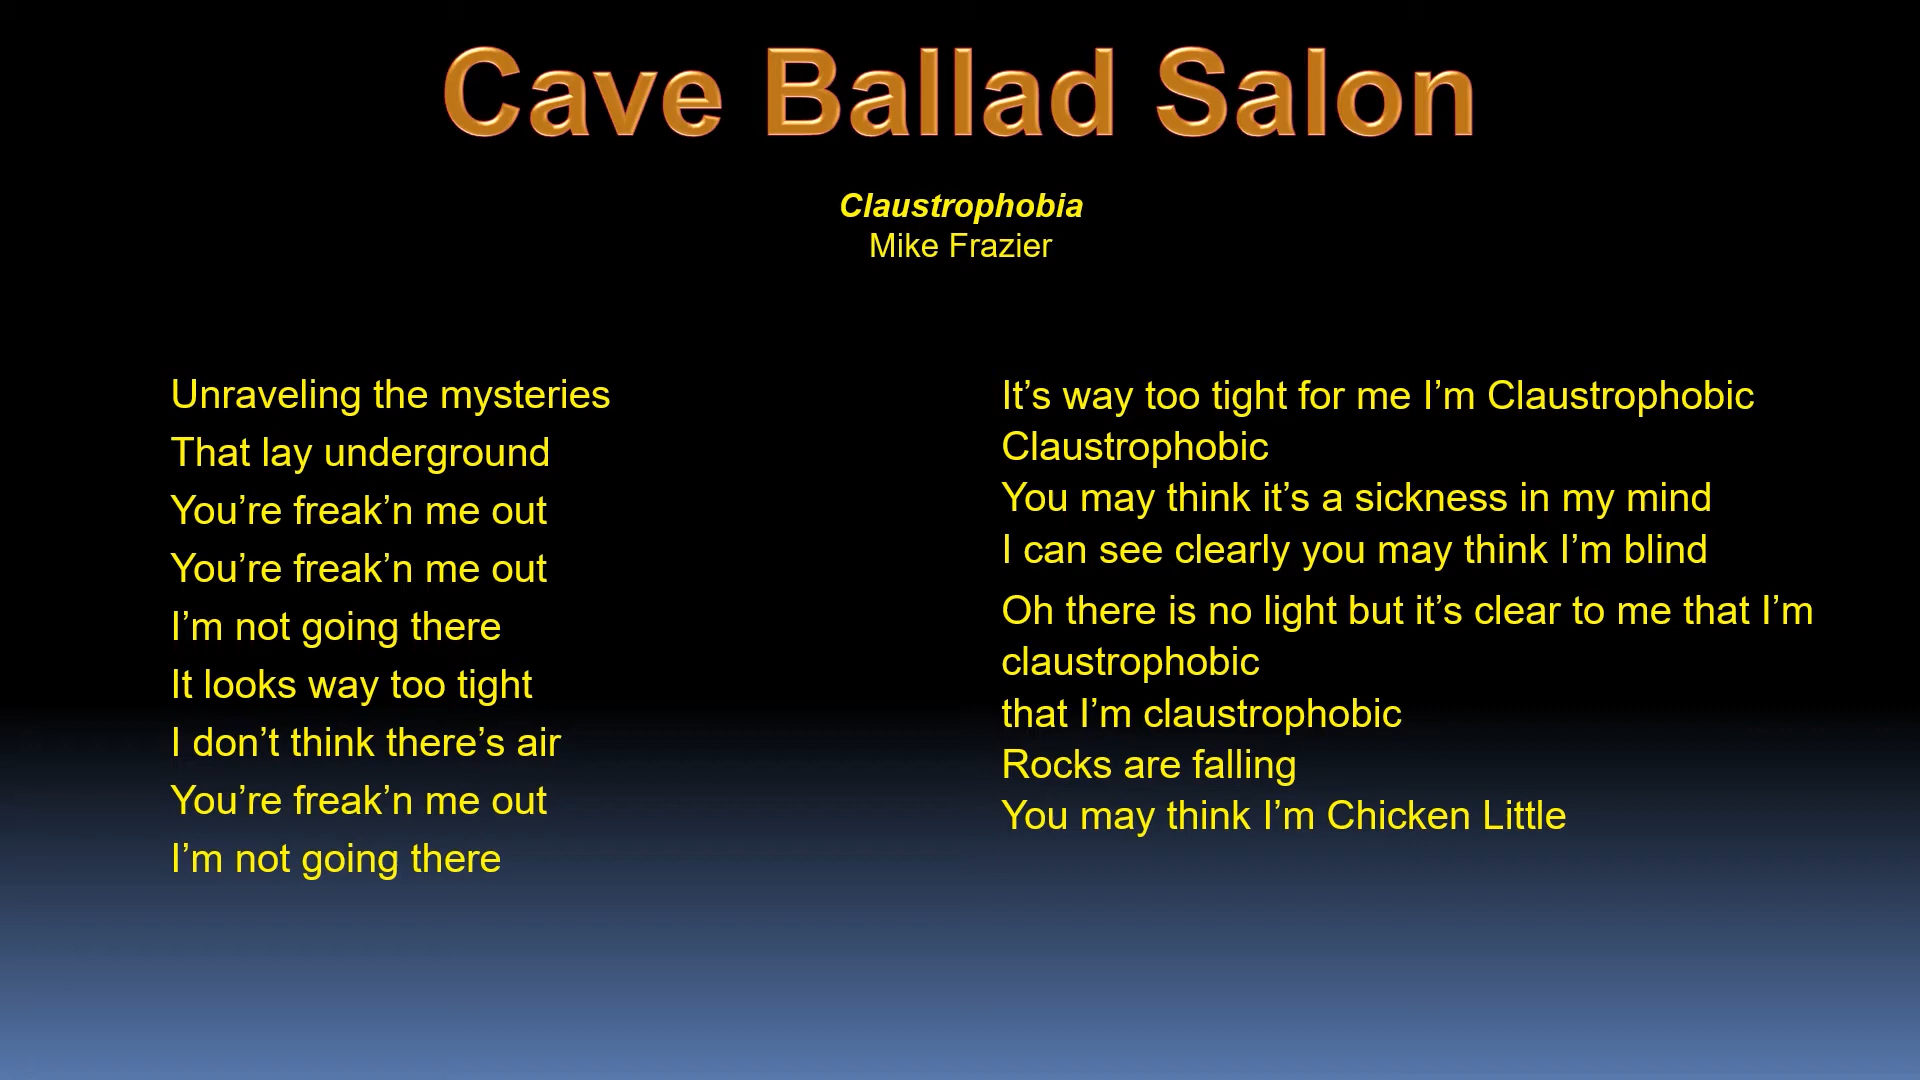 Cave Ballad Salon
Claustrophobia
Mike Frazier
Unraveling the mysteries
That lay underground
You’re freak’n me out
You’re freak’n me out
I’m not going there
It looks way too tight
I don’t think there’s air
You’re freak’n me out
I’m not going there
It’s way too tight for me I’m Claustrophobic
Claustrophobic
You may think it’s a sickness in my mind
I can see clearly you may think I’m blind
Oh there is no light but it’s clear to me that I’m
claustrophobic
that I’m claustrophobic
Rocks are falling
You may think I’m Chicken Little